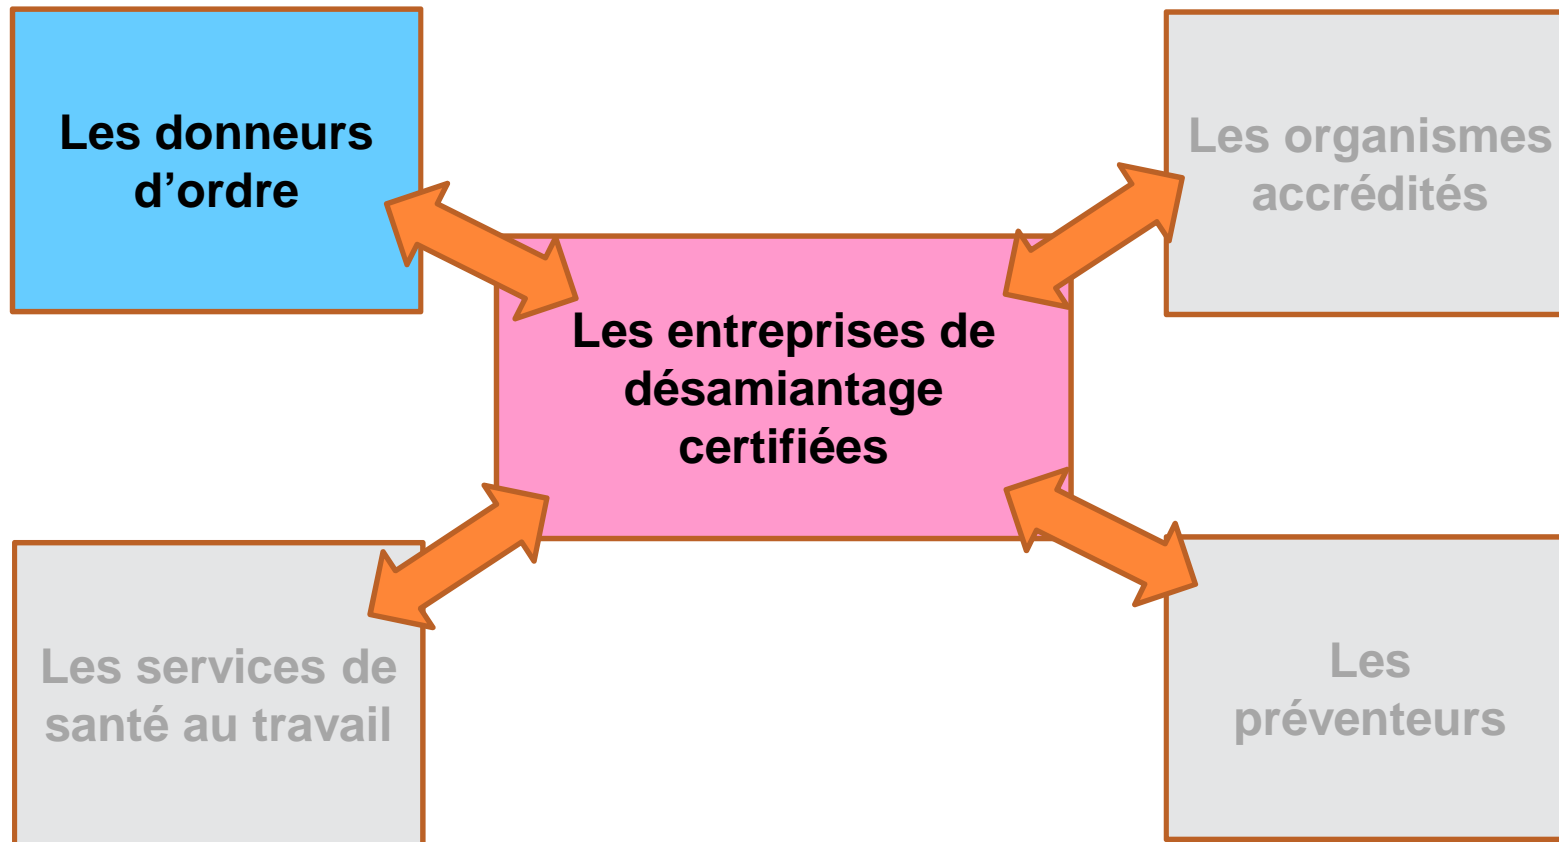 Les donneurs
d’ordre
Les organismes
accrédités
Les entreprises de
désamiantage
certifiées
Les services de
santé au travail
Les
préventeurs